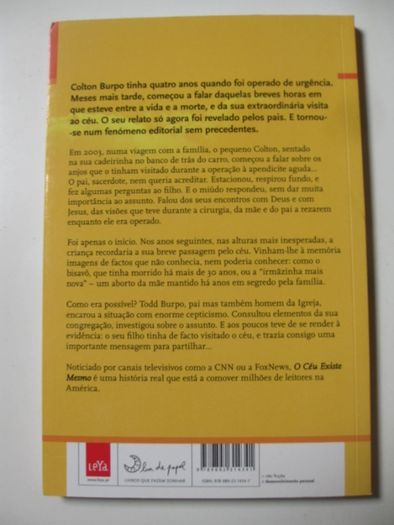 Colton Burpo tinha quatro anos quando foi operado de urgência.
Meses mais tarde, começou a falar daquelas breves horas em
que esteve entre a vida e a morte, e da sua extraordinária visita
ao céu. O seu relato só agora foi revelado pelos pais. E tornou-
-se num fenómeno editorial sem precedentes.
Em 2003, numa viagem com a família, o pequeno Colton, sentado
na sua cadeirinha no banco de trás do carro, começou a falar sobre os
anjos que o tinham visitado durante a operação à apendicite aguda...
O pai, sacerdote, nem queria acreditar. Estacionou, respirou fundo, e
fez algumas perguntas ao filho. E o miúdo respondeu, sem dar muita
importância ao assunto. Falou dos seus encontros com Deus e com
Jesus, das visões que teve durante a cirurgia, da mãe e do pai a rezarem
enquanto ele era operado.
Foi apenas o início. Nos anos seguintes, nas alturas mais inesperadas, a
criança recordaria a sua breve passagem pelo céu. Vinham-lhe à memória
imagens de factos que não conhecia, nem poderia conhecer: como o
bisavô, que tinha morrido há mais de 30 anos, ou a "irmãzinha mais
nova" – um aborto da mãe mantido há anos em segredo pela família.
Como era possível? Todd Burpo, pai mas também homem da Igreja,
encarou a situação com enorme cepticismo. Consultou elementos da sua
congregação, investigou sobre o assunto. E aos poucos teve de se render à
evidência: o seu filho tinha de facto visitado o céu, e trazia consigo uma
importante mensagem para partilhar...
Noticiado por canais televisivos como a CNN ou a FoxNews, O Céu Existe
Mesmo é uma história real que está a comover milhões de leitores na
América.
LeYa
lua de papel
LIVROS QUE FAZEM SONHAR
não ficção
desenvolvimento pessoal